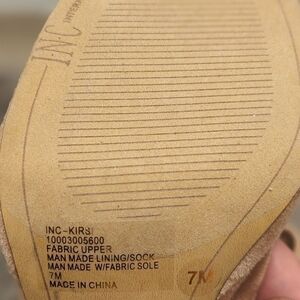 INC
INC-KIRSI
10003005600
FABRIC UPPER
MAN MADE LINING/SOCK
MAN MADE W/FABRIC SOLE
7M
MADE IN CHINA
7M